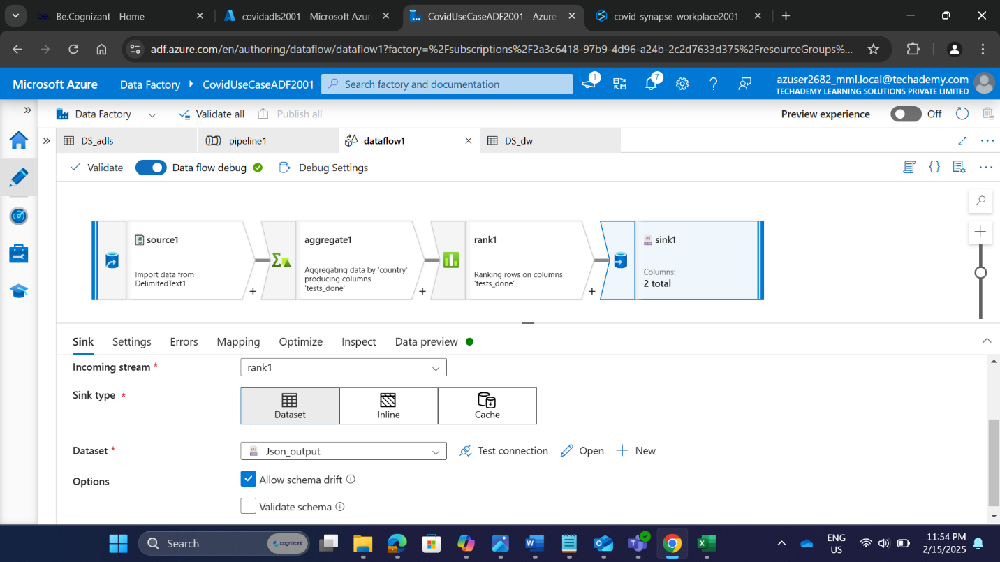 be. Be.Cognizant - Home
covidadls2001 - Microsoft Azur
CovidUseCaseADF2001 - Azure
covid-synapse-workplace2001 -
adf.azure.com/en/authoring/dataflow/dataflow1?factory=%2Fsubscriptions%2F2a3c6418-97b9-4d96-a24b-2c2d7633d375%2FresourceGroups%...
Microsoft Azure
Data Factory
CovidUseCaseADF2001
Search factory and documentation
1
7
azuser2682_mml.local@techademy.com
TECHADEMY LEARNING SOLUTIONS PRIVATE LIMITED
Data Factory
Validate all
Publish all
Preview experience
Off
DS_adls
pipeline1
dataflow1
DS_dw
Validate
Data flow debug
Debug Settings
source1
Import data from
DelimitedText1
aggregate1
Aggregating data by 'country'
producing columns
'tests_done'
rank1
Ranking rows on columns
'tests_done'
sink1
Columns:
2 total
Sink
Settings
Errors
Mapping
Optimize
Inspect
Data preview
Incoming stream *
rank1
Sink type *
Dataset
Inline
Cache
Dataset *
Json_output
Test connection
Open
New
Options
Allow schema drift
Validate schema
Search
cognizant
ENG
US
11:54 PM
2/15/2025